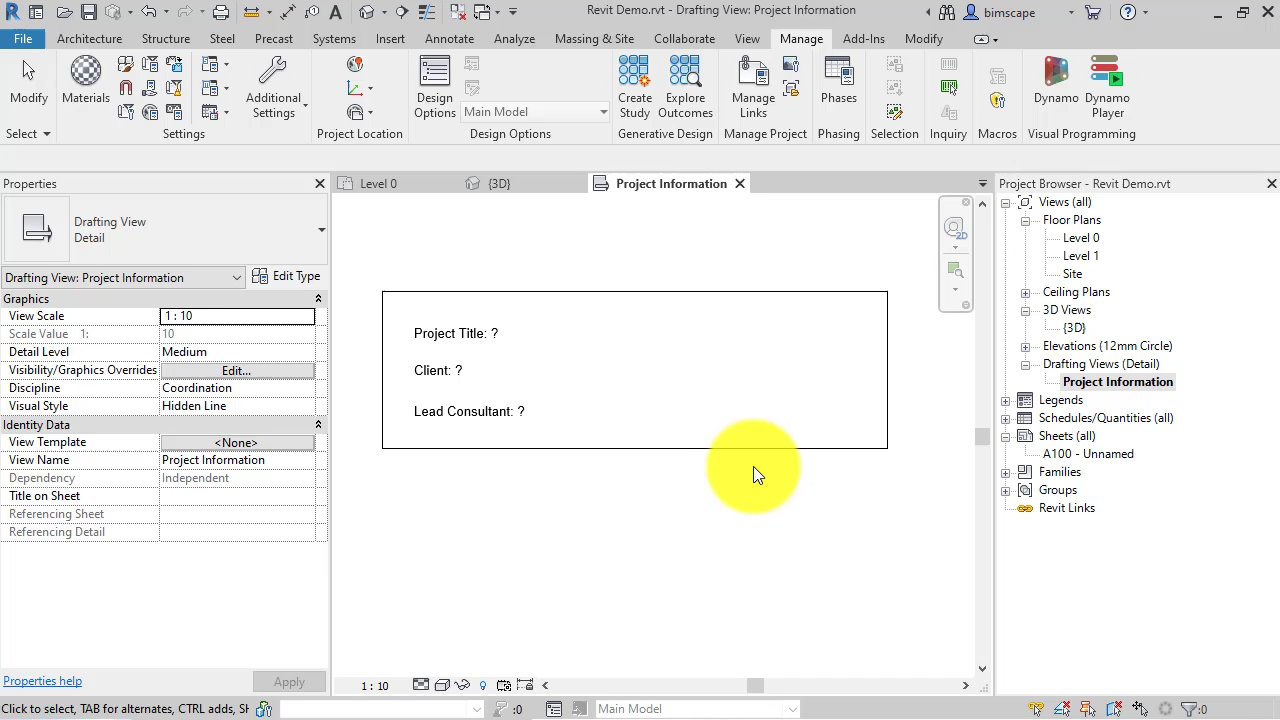 Revit Demo.rvt - Drafting View: Project Information
bimscape
File Architecture Structure Steel Precast Systems Insert Annotate Analyze Massing & Site Collaborate View Manage Add-Ins Modify
Modify
Materials
Additional
Settings
Design
Options
Main Model
Create
Study
Explore
Outcomes
Manage
Links
Phases
Dynamo
Dynamo
Player
Select
Settings
Project Location
Design Options
Generative Design
Manage Project
Phasing
Selection
Inquiry
Macros
Visual Programming
Properties
Level 0
{3D}
Project Information
Project Browser - Revit Demo.rvt
Drafting View
Detail
Drafting View: Project Information
Edit Type
Graphics
View Scale 1 : 10
Scale Value 1: 10
Detail Level Medium
Visibility/Graphics Overrides Edit...
Discipline Coordination
Visual Style Hidden Line
Identity Data
View Template <None>
View Name Project Information
Dependency Independent
Title on Sheet
Referencing Sheet
Referencing Detail
Properties help
Apply
Project Title: ?
Client: ?
Lead Consultant: ?
2D
Views (all)
Floor Plans
Level 0
Level 1
Site
Ceiling Plans
3D Views
{3D}
Elevations (12mm Circle)
Drafting Views (Detail)
Project Information
Legends
Schedules/Quantities (all)
Sheets (all)
A100 - Unnamed
Families
Groups
Revit Links
1 : 10
Click to select, TAB for alternates, CTRL adds, SH
:0
Main Model
:0